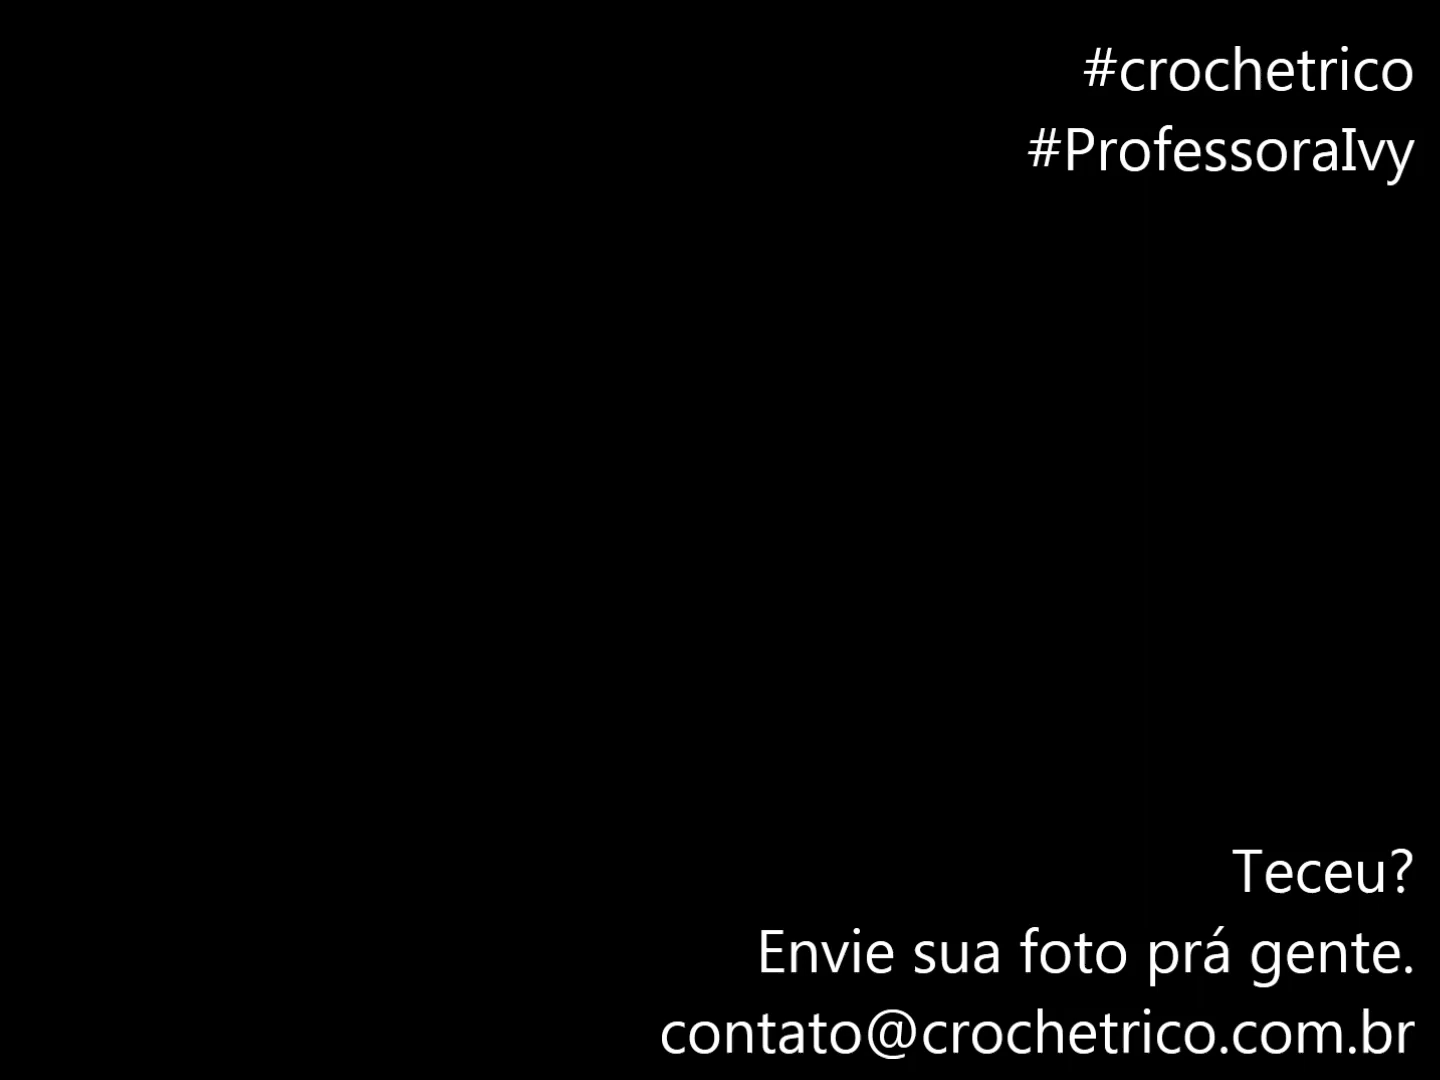 #crochetrico
#ProfessoraIvy
Teceu?
Envie sua foto prá gente.
contato@crochetrico.com.br